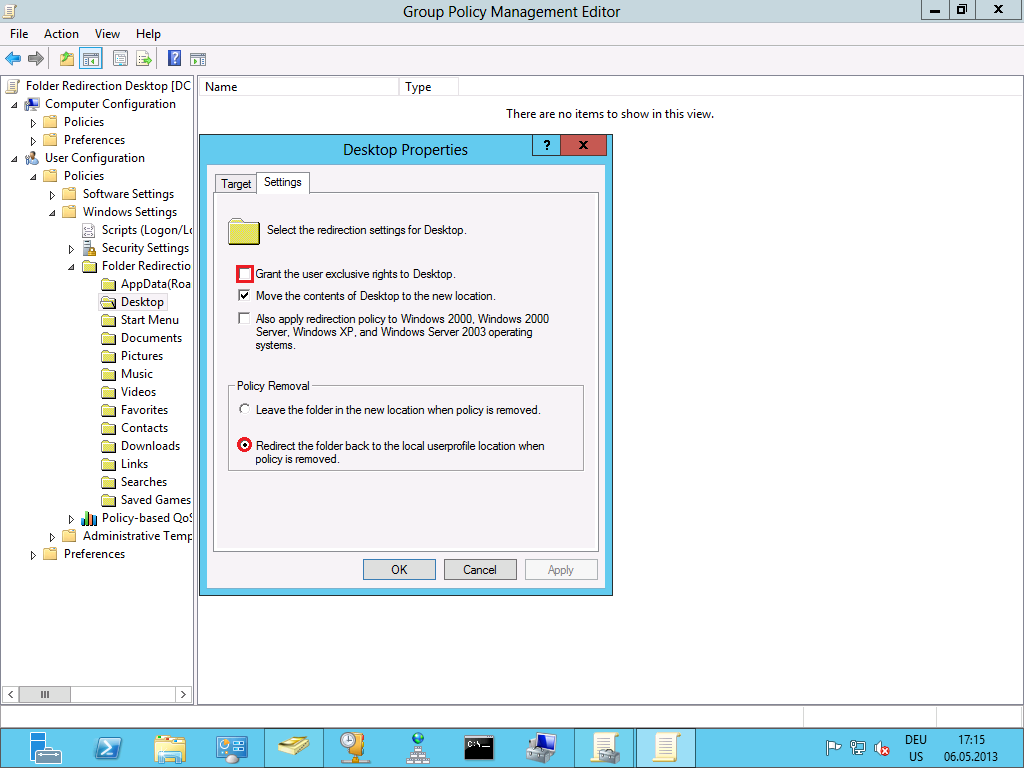 Group Policy Management Editor
File Action View Help
Folder Redirection Desktop [DC
Computer Configuration
Policies
Preferences
User Configuration
Policies
Software Settings
Windows Settings
Scripts (Logon/Lo
Security Settings
Folder Redirectio
AppData(Roa
Desktop
Start Menu
Documents
Pictures
Music
Videos
Favorites
Contacts
Downloads
Links
Searches
Saved Games
Policy-based QoS
Administrative Temp
Preferences
Name Type
There are no items to show in this view.
Desktop Properties
? X
Target Settings
Select the redirection settings for Desktop.
Grant the user exclusive rights to Desktop.
Move the contents of Desktop to the new location.
Also apply redirection policy to Windows 2000, Windows 2000
Server, Windows XP, and Windows Server 2003 operating
systems.
Policy Removal
Leave the folder in the new location when policy is removed.
Redirect the folder back to the local userprofile location when
policy is removed.
OK Cancel Apply
C:\_
DEU 17:15
US 06.05.2013